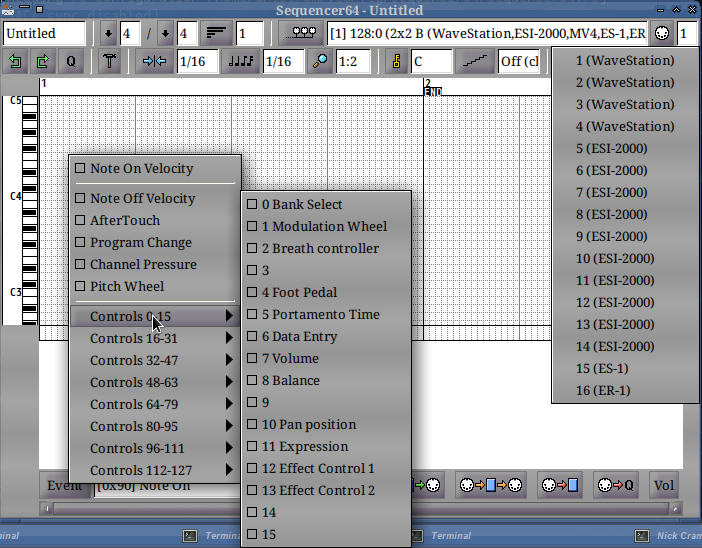 Sequencer64 - Untitled
Untitled
4
/
4
1
[1] 128:0 (2x2 B (WaveStation,ESI-2000,MV4,ES-1,ER
1
Q
1/16
1/16
1:2
C
Off (cl
1
2
END
C5
C4
C3
Note On Velocity
Note Off Velocity
AfterTouch
Program Change
Channel Pressure
Pitch Wheel
Controls 0-15
Controls 16-31
Controls 32-47
Controls 48-63
Controls 64-79
Controls 80-95
Controls 96-111
Controls 112-127
0 Bank Select
1 Modulation Wheel
2 Breath controller
3
4 Foot Pedal
5 Portamento Time
6 Data Entry
7 Volume
8 Balance
9
10 Pan position
11 Expression
12 Effect Control 1
13 Effect Control 2
14
15
1 (WaveStation)
2 (WaveStation)
3 (WaveStation)
4 (WaveStation)
5 (ESI-2000)
6 (ESI-2000)
7 (ESI-2000)
8 (ESI-2000)
9 (ESI-2000)
10 (ESI-2000)
11 (ESI-2000)
12 (ESI-2000)
13 (ESI-2000)
14 (ESI-2000)
15 (ES-1)
16 (ER-1)
Event
[0x90] Note On
Q
Vol
inal
Termi
Terminal
Nick Cram